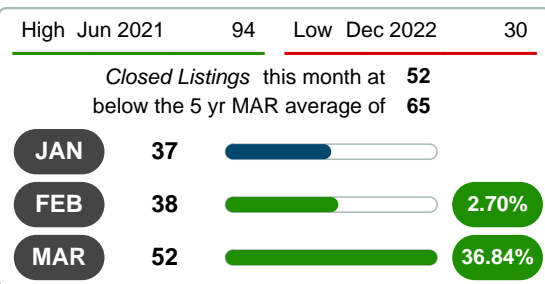 High Jun 2021 94 Low Dec 2022 30
Closed Listings this month at 52
below the 5 yr MAR average of 65
JAN 37
FEB 38 2.70%
MAR 52 36.84%